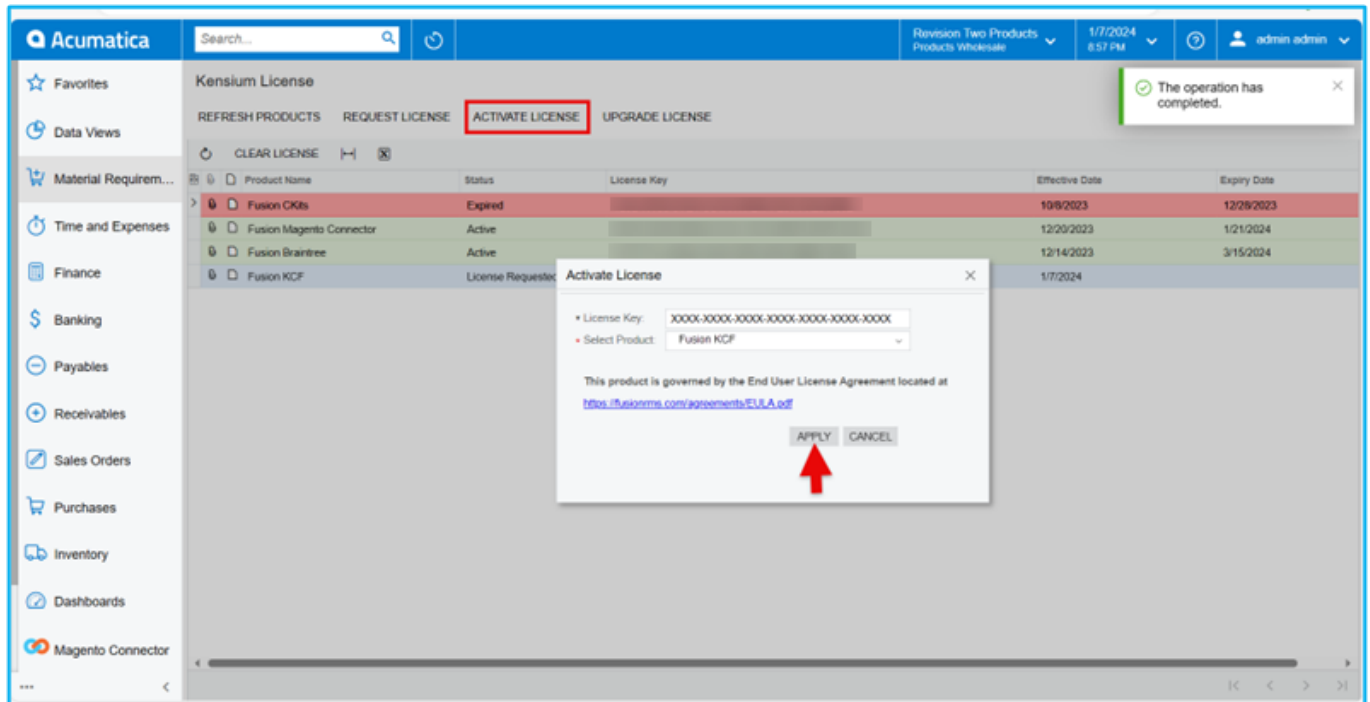 Acumatica
Search...
Revision Two Products
Products Wholesale
1/7/2024
8:57 PM
admin admin
Favorites
Data Views
Material Requirem...
Time and Expenses
Finance
Banking
Payables
Receivables
Sales Orders
Purchases
Inventory
Dashboards
Magento Connector
Kensium License
The operation has
completed.
REFRESH PRODUCTS REQUEST LICENSE ACTIVATE LICENSE UPGRADE LICENSE
CLEAR LICENSE
Product Name Status License Key Effective Date Expiry Date
Fusion CKits Expired 10/8/2023 12/28/2023
Fusion Magento Connector Active 12/20/2023 1/21/2024
Fusion Braintree Active 12/14/2023 3/15/2024
Fusion KCF License Requested 1/7/2024
Activate License
* License Key: XXXX-XXXX-XXXX-XXXX-XXXX-XXXX-XXXX
* Select Product: Fusion KCF
This product is governed by the End User License Agreement located at
https://fusionrms.com/agreements/EULA.pdf
APPLY CANCEL